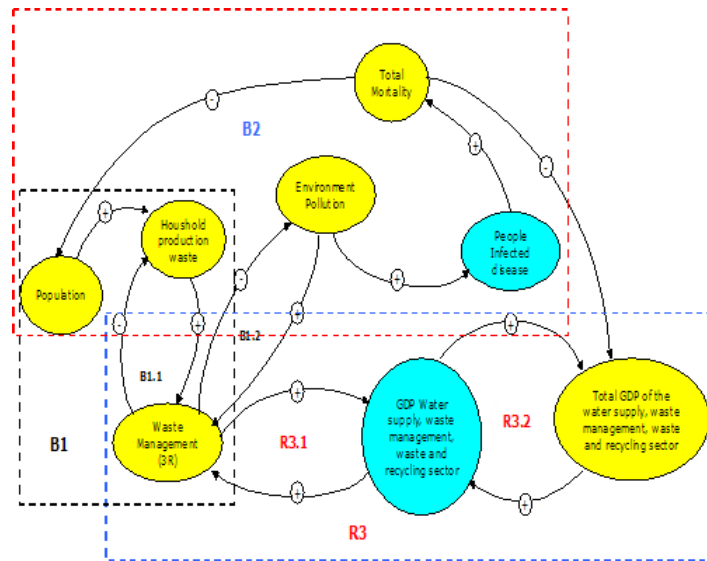 Total
Mortality
-
B2
+
-
Environment
Pollution
+
Houshold
production
waste
People
Infected
disease
Population
-
+
+
-
+
+
B1.2
B1.1
GDP Water
supply, waste
management,
waste and
recycling sector
Total GDP of the
water supply, waste
management, waste
and recycling sector
+
R3.2
Waste
Management
(3R)
R3.1
B1
+
+
R3